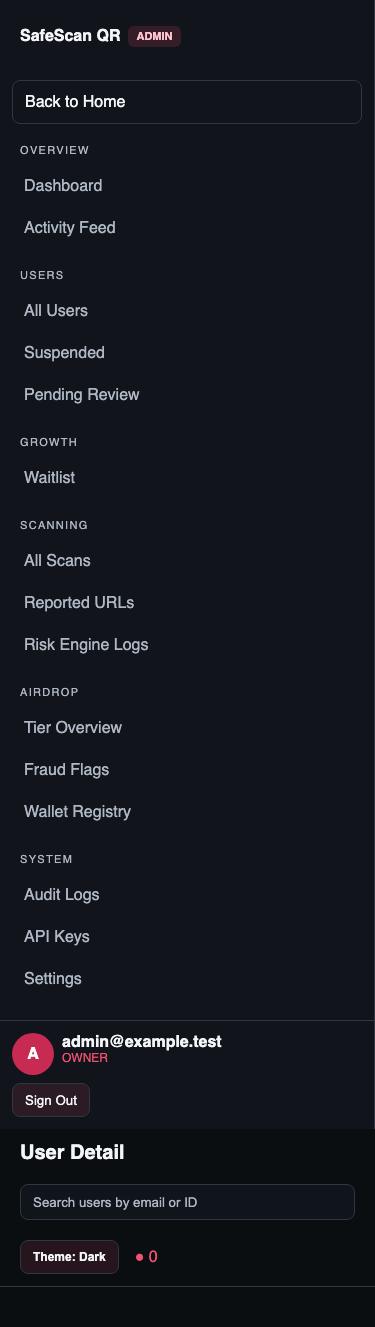 SafeScan QR ADMIN
Back to Home
OVERVIEW
Dashboard
Activity Feed
USERS
All Users
Suspended
Pending Review
GROWTH
Waitlist
SCANNING
All Scans
Reported URLs
Risk Engine Logs
AIRDROP
Tier Overview
Fraud Flags
Wallet Registry
SYSTEM
Audit Logs
API Keys
Settings
A admin@example.test
OWNER
Sign Out
User Detail
Search users by email or ID
Theme: Dark 0